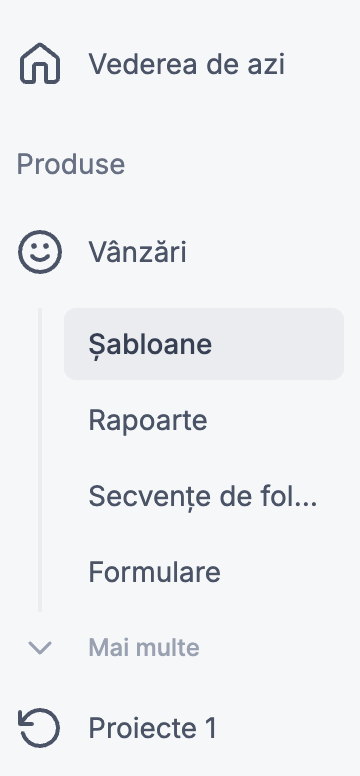 Vederea de azi
Produse
Vânzări
Șabloane
Rapoarte
Secvențe de fol...
Formulare
Mai multe
Proiecte 1